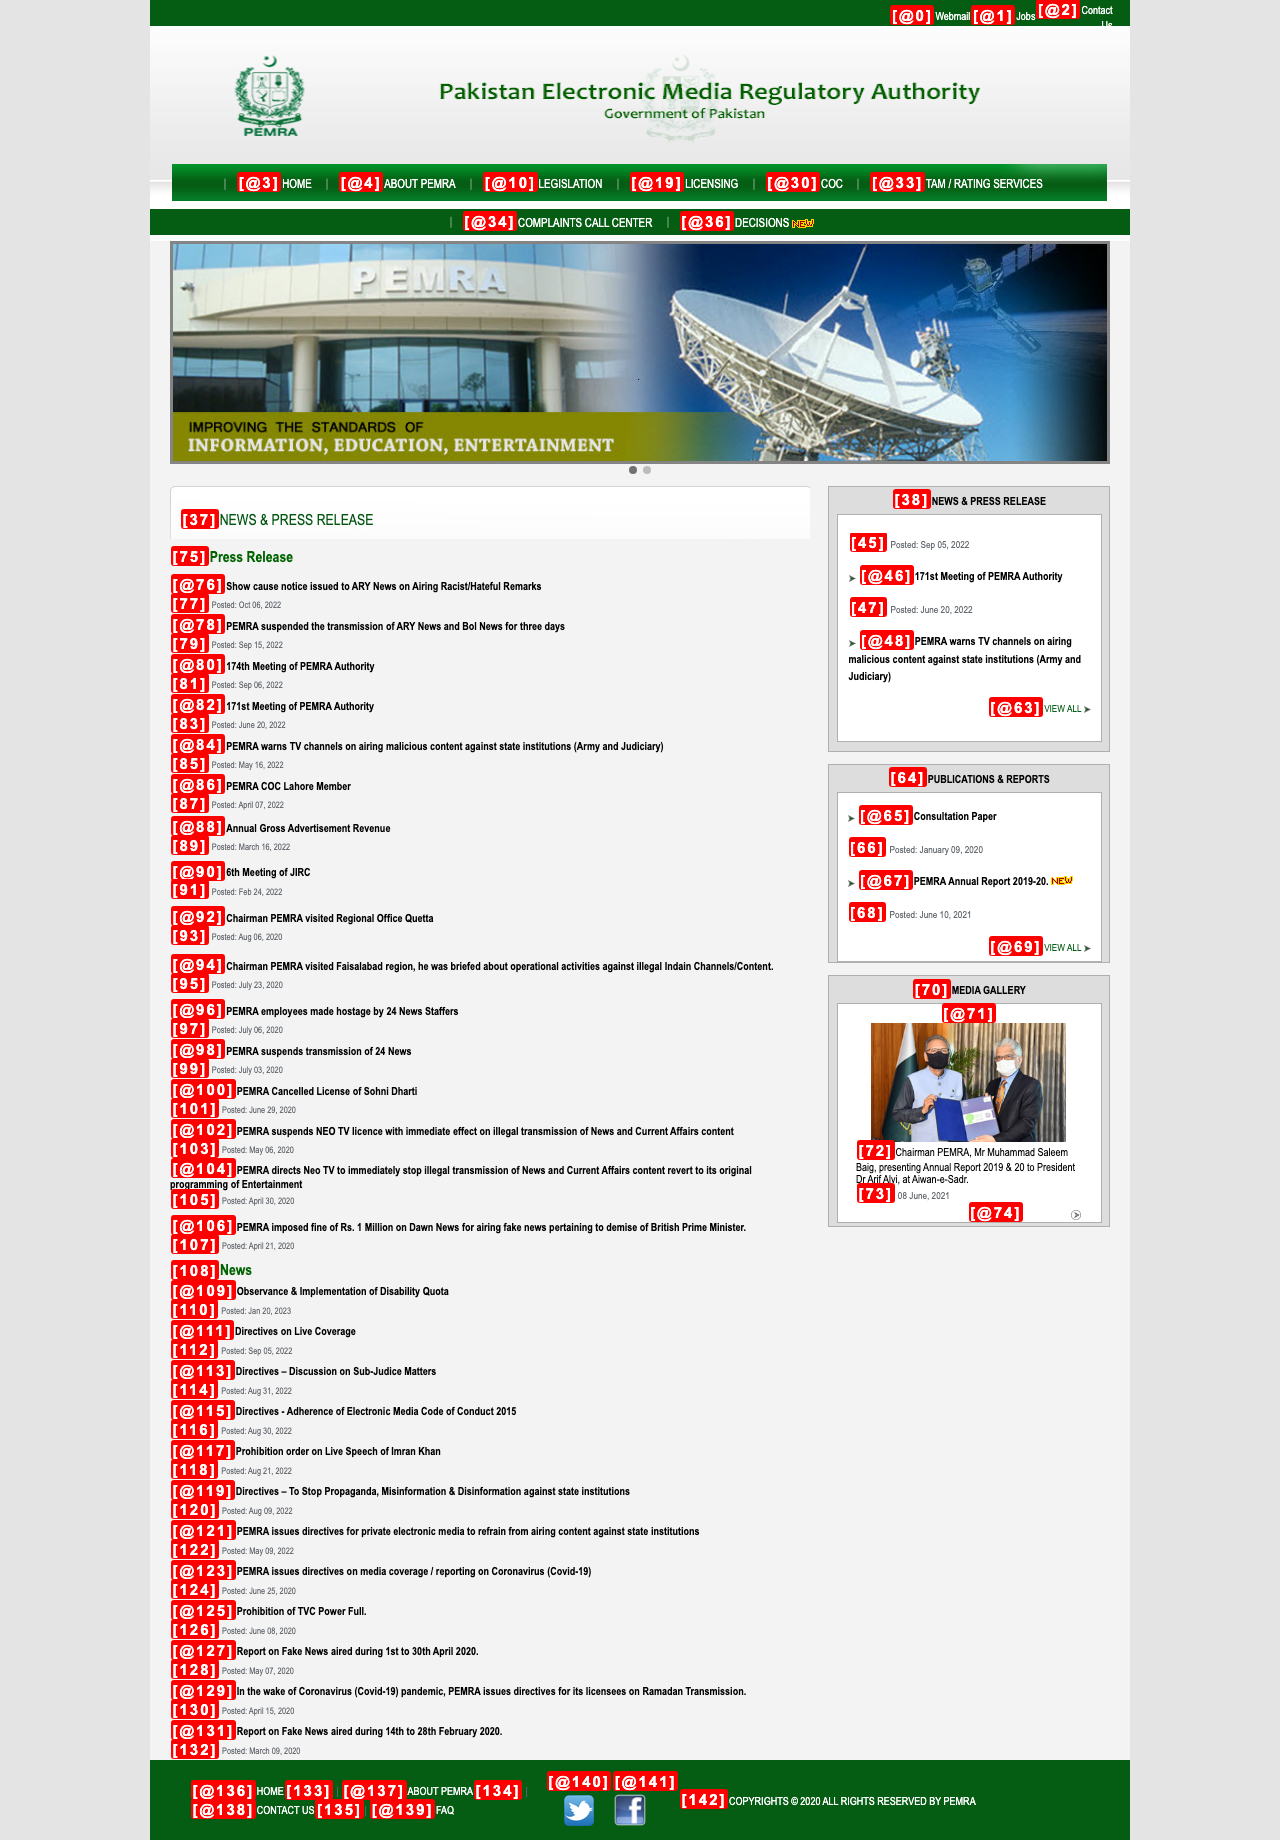 [@0] Webmail [@1] Jobs [@2] Contact
Us
PEMRA
Pakistan Electronic Media Regulatory Authority
Government of Pakistan
| [@3] HOME | [@4] ABOUT PEMRA | [@10] LEGISLATION | [@19] LICENSING | [@30] COC | [@33] TAM / RATING SERVICES
| [@34] COMPLAINTS CALL CENTER | [@36] DECISIONS NEW
PEMRA
IMPROVING THE STANDARDS OF
INFORMATION, EDUCATION, ENTERTAINMENT
[37] NEWS & PRESS RELEASE
[75] Press Release
[@76] Show cause notice issued to ARY News on Airing Racist/Hateful Remarks
[77] Posted: Oct 06, 2022
[@78] PEMRA suspended the transmission of ARY News and Bol News for three days
[79] Posted: Sep 15, 2022
[@80] 174th Meeting of PEMRA Authority
[81] Posted: Sep 06, 2022
[@82] 171st Meeting of PEMRA Authority
[83] Posted: June 20, 2022
[@84] PEMRA warns TV channels on airing malicious content against state institutions (Army and Judiciary)
[85] Posted: May 16, 2022
[@86] PEMRA COC Lahore Member
[87] Posted: April 07, 2022
[@88] Annual Gross Advertisement Revenue
[89] Posted: March 16, 2022
[@90] 6th Meeting of JIRC
[91] Posted: Feb 24, 2022
[@92] Chairman PEMRA visited Regional Office Quetta
[93] Posted: Aug 06, 2020
[@94] Chairman PEMRA visited Faisalabad region, he was briefed about operational activities against illegal Indain Channels/Content.
[95] Posted: July 23, 2020
[@96] PEMRA employees made hostage by 24 News Staffers
[97] Posted: July 06, 2020
[@98] PEMRA suspends transmission of 24 News
[99] Posted: July 03, 2020
[@100] PEMRA Cancelled License of Sohni Dharti
[101] Posted: June 29, 2020
[@102] PEMRA suspends NEO TV licence with immediate effect on illegal transmission of News and Current Affairs content
[103] Posted: May 06, 2020
[@104] PEMRA directs Neo TV to immediately stop illegal transmission of News and Current Affairs content revert to its original
programming of Entertainment
[105] Posted: April 30, 2020
[@106] PEMRA imposed fine of Rs. 1 Million on Dawn News for airing fake news pertaining to demise of British Prime Minister.
[107] Posted: April 21, 2020
[108] News
[@109] Observance & Implementation of Disability Quota
[110] Posted: Jan 20, 2023
[@111] Directives on Live Coverage
[112] Posted: Sep 05, 2022
[@113] Directives – Discussion on Sub-Judice Matters
[114] Posted: Aug 31, 2022
[@115] Directives - Adherence of Electronic Media Code of Conduct 2015
[116] Posted: Aug 30, 2022
[@117] Prohibition order on Live Speech of Imran Khan
[118] Posted: Aug 21, 2022
[@119] Directives – To Stop Propaganda, Misinformation & Disinformation against state institutions
[120] Posted: Aug 09, 2022
[@121] PEMRA issues directives for private electronic media to refrain from airing content against state institutions
[122] Posted: May 09, 2022
[@123] PEMRA issues directives on media coverage / reporting on Coronavirus (Covid-19)
[124] Posted: June 25, 2020
[@125] Prohibition of TVC Power Full.
[126] Posted: June 08, 2020
[@127] Report on Fake News aired during 1st to 30th April 2020.
[128] Posted: May 07, 2020
[@129] In the wake of Coronavirus (Covid-19) pandemic, PEMRA issues directives for its licensees on Ramadan Transmission.
[130] Posted: April 15, 2020
[@131] Report on Fake News aired during 14th to 28th February 2020.
[132] Posted: March 09, 2020
[38] NEWS & PRESS RELEASE
[45] Posted: Sep 05, 2022
[@46] 171st Meeting of PEMRA Authority
[47] Posted: June 20, 2022
[@48] PEMRA warns TV channels on airing
malicious content against state institutions (Army and
Judiciary)
[@63] VIEW ALL
[64] PUBLICATIONS & REPORTS
[@65] Consultation Paper
[66] Posted: January 09, 2020
[@67] PEMRA Annual Report 2019-20. NEW
[68] Posted: June 10, 2021
[@69] VIEW ALL
[70] MEDIA GALLERY
[@71]
[72] Chairman PEMRA, Mr Muhammad Saleem
Baig, presenting Annual Report 2019 & 20 to President
Dr Arif Alvi, at Aiwan-e-Sadr.
[73] 08 June, 2021
[@74]
[@136] HOME [133] | [@137] ABOUT PEMRA [134] |
[@138] CONTACT US [135] | [@139] FAQ
[@140] [@141]
[142] COPYRIGHTS © 2020 ALL RIGHTS RESERVED BY PEMRA